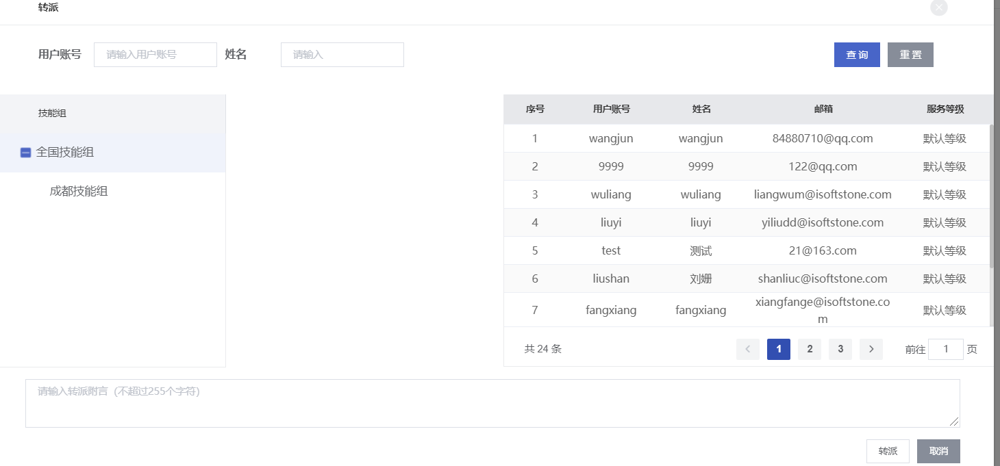 转派
用户账号 请输入用户账号 姓名 请输入 查询 重置
技能组
全国技能组
成都技能组
序号 用户账号 姓名 邮箱 服务等级
1 wangjun wangjun 84880710@qq.com 默认等级
2 9999 9999 122@qq.com 默认等级
3 wuliang wuliang liangwum@isoftstone.com 默认等级
4 liuyi liuyi yiliudd@isoftstone.com 默认等级
5 test 测试 21@163.com 默认等级
6 liushan 刘姗 shanliuc@isoftstone.com 默认等级
7 fangxiang fangxiang xiangfange@isoftstone.co 默认等级
m
共 24 条 1 2 3 前往 1 页
请输入转派附言（不超过255个字符）
转派 取消